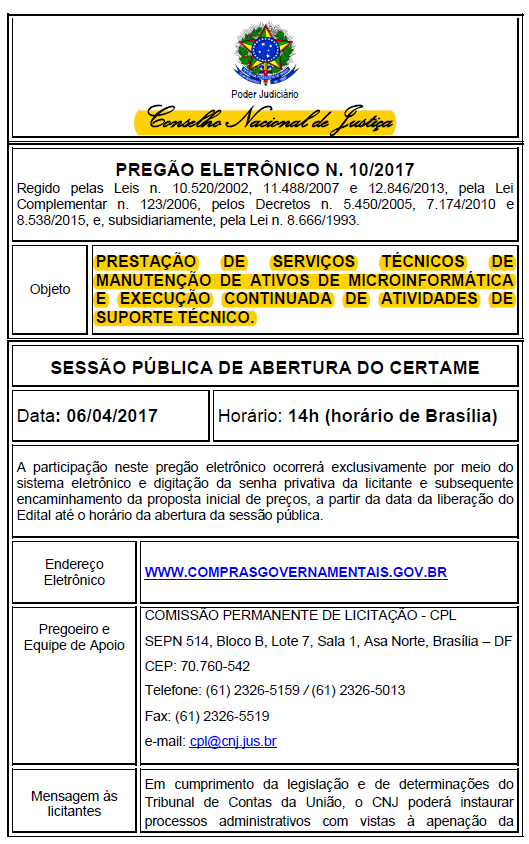 Poder Judiciário
Conselho Nacional de Justiça
PREGÃO ELETRÔNICO N. 10/2017
Regido pelas Leis n. 10.520/2002, 11.488/2007 e 12.846/2013, pela Lei
Complementar n. 123/2006, pelos Decretos n. 5.450/2005, 7.174/2010 e
8.538/2015, e, subsidiariamente, pela Lei n. 8.666/1993.
Objeto
PRESTAÇÃO DE SERVIÇOS TÉCNICOS DE
MANUTENÇÃO DE ATIVOS DE MICROINFORMÁTICA
E EXECUÇÃO CONTINUADA DE ATIVIDADES DE
SUPORTE TÉCNICO.
SESSÃO PÚBLICA DE ABERTURA DO CERTAME
Data: 06/04/2017
Horário: 14h (horário de Brasília)
A participação neste pregão eletrônico ocorrerá exclusivamente por meio do
sistema eletrônico e digitação da senha privativa da licitante e subsequente
encaminhamento da proposta inicial de preços, a partir da data da liberação do
Edital até o horário da abertura da sessão pública.
Endereço
Eletrônico
WWW.COMPRASGOVERNAMENTAIS.GOV.BR
Pregoeiro e
Equipe de Apoio
COMISSÃO PERMANENTE DE LICITAÇÃO - CPL
SEPN 514, Bloco B, Lote 7, Sala 1, Asa Norte, Brasília – DF
CEP: 70.760-542
Telefone: (61) 2326-5159 / (61) 2326-5013
Fax: (61) 2326-5519
e-mail: cpl@cnj.jus.br
Mensagem às
licitantes
Em cumprimento da legislação e de determinações do
Tribunal de Contas da União, o CNJ poderá instaurar
processos administrativos com vistas à apenação da